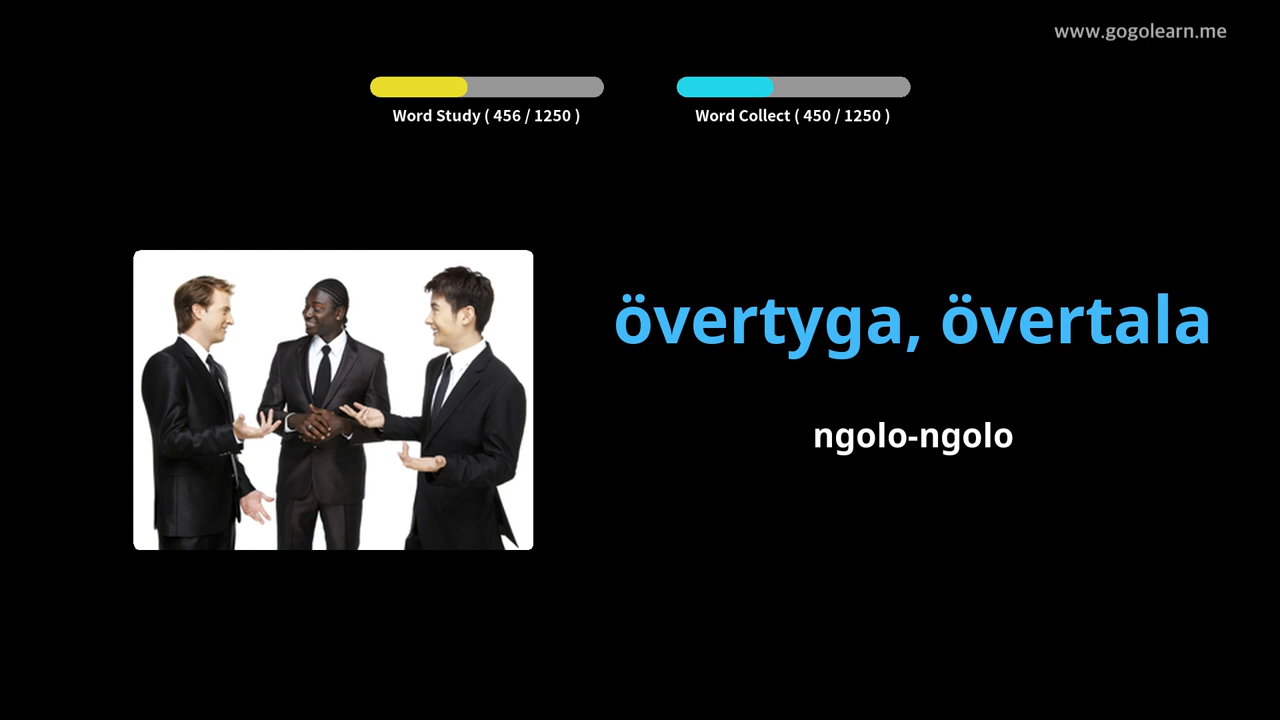 www.gogolearn.me
Word Study ( 456 / 1250 )
Word Collect ( 450 / 1250 )
övertyga, övertala
ngolo-ngolo